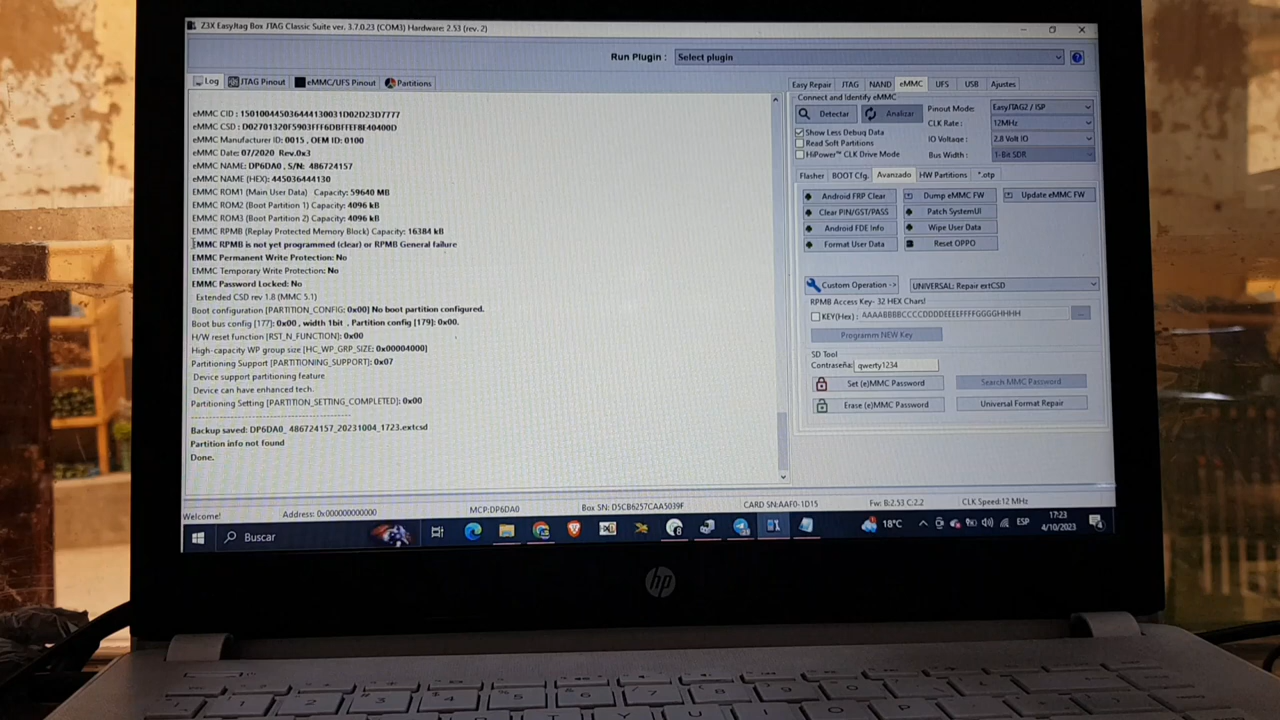 Z3X EasyJtag Box JTAG Classic Suite ver. 3.7.0.23 (COM3) Hardware: 2.53 (rev. 2)
Run Plugin : Select plugin
Log JTAG Pinout eMMC/UFS Pinout Partitions
eMMC CID : 150100445036444130031D02D23D7777
eMMC CSD : D02701320F5903FFF6DBFFEF8E40400D
eMMC Manufacturer ID: 0015 , OEM ID: 0100
eMMC Date: 07/2020 Rev.0x3
eMMC NAME: DP6DA0 , S/N: 486724157
eMMC NAME (HEX): 445036444130
EMMC ROM1 (Main User Data) Capacity: 59640 MB
EMMC ROM2 (Boot Partition 1) Capacity: 4096 kB
EMMC ROM3 (Boot Partition 2) Capacity: 4096 kB
EMMC RPMB (Replay Protected Memory Block) Capacity: 16384 kB
EMMC RPMB is not yet programmed (clear) or RPMB General failure
EMMC Permanent Write Protection: No
EMMC Temporary Write Protection: No
EMMC Password Locked: No
Extended CSD rev 1.8 (MMC 5.1)
Boot configuration [PARTITION_CONFIG: 0x00] No boot partition configured.
Boot bus config [177]: 0x00 , width 1bit , Partition config [179]: 0x00.
H/W reset function [RST_N_FUNCTION]: 0x00
High-capacity WP group size [HC_WP_GRP_SIZE: 0x00004000]
Partitioning Support [PARTITIONING_SUPPORT]: 0x07
Device support partitioning feature
Device can have enhanced tech.
Partitioning Setting [PARTITION_SETTING_COMPLETED]: 0x00
--------------------------------------------------
Backup saved: DP6DA0_ 486724157_20231004_1723.extcsd
Partition info not found
Done.
Easy Repair JTAG NAND eMMC UFS USB Ajustes
Connect and Identify eMMC
Detectar Analizar
Show Less Debug Data
Read Soft Partitions
HiPower™ CLK Drive Mode
Pinout Mode: EasyJTAG2 / ISP
CLK Rate : 12MHz
IO Voltage : 2.8 Volt IO
Bus Width : 1-Bit SDR
Flasher BOOT Cfg. Avanzado HW Partitions *.otp
Android FRP Clear Dump eMMC FW Update eMMC FW
Clear PIN/GST/PASS Patch SystemUI
Android FDE Info Wipe User Data
Format User Data Reset OPPO
Custom Operation -> UNIVERSAL: Repair extCSD
RPMB Access Key- 32 HEX Chars!
KEY(Hex) : AAAABBBBCCCCDDDDEEEEFFFFGGGGHHHH ...
Programm NEW Key
SD Tool
Contraseña: qwerty1234
Set (e)MMC Password Search MMC Password
Erase (e)MMC Password Universal Format Repair
Welcome! Address: 0x000000000000 MCP:DP6DA0 Box SN: D5CB6257CAA5039F CARD SN:AAF0-1D15 Fw: B:2.53 C:2.2 CLK Speed:12 MHz
Buscar
18°C
ESP
17:23
4/10/2023
hp